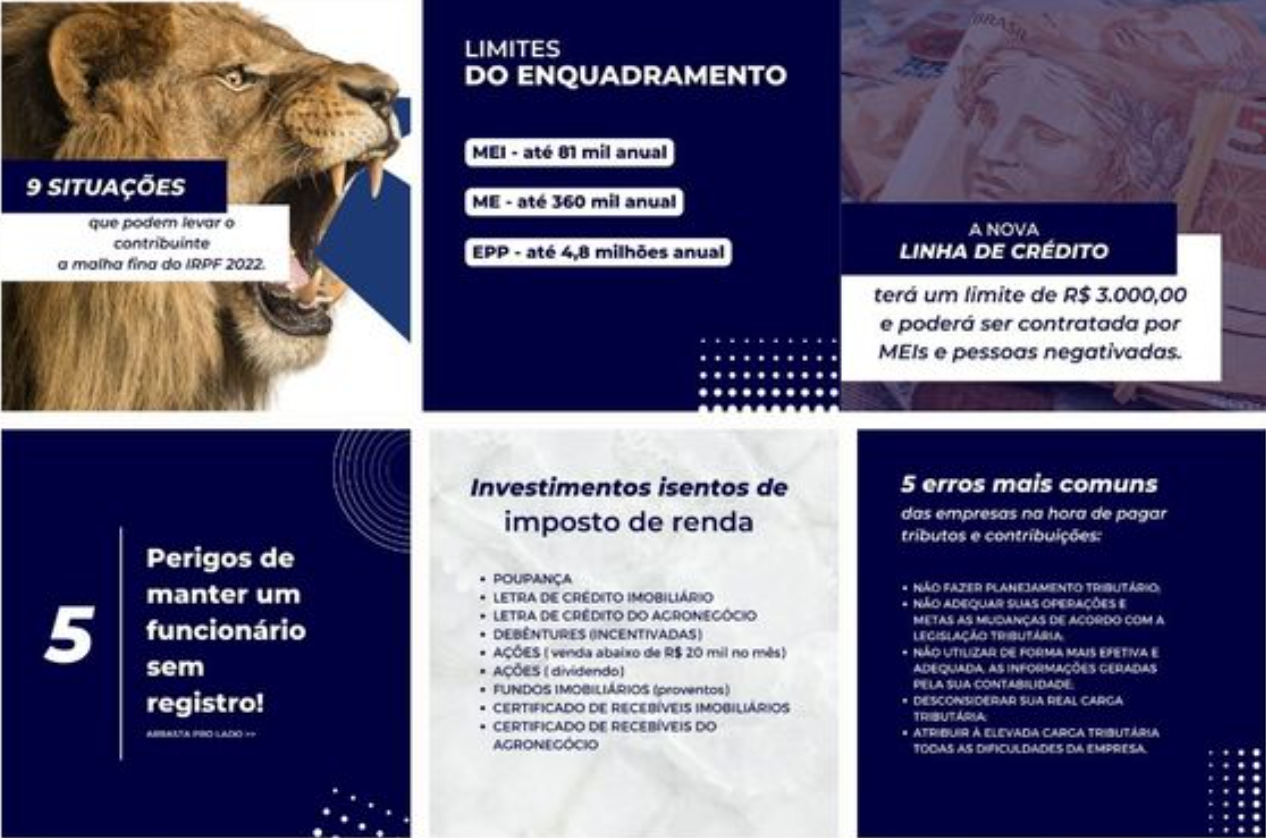 9 SITUAÇÕES
que podem levar o
contribuinte
a malha fina do IRPF 2022.
LIMITES
DO ENQUADRAMENTO
MEI - até 81 mil anual
ME - até 360 mil anual
EPP - até 4,8 milhões anual
BRASIL
5
A NOVA
LINHA DE CRÉDITO
terá um limite de R$ 3.000,00
e poderá ser contratada por
MEIs e pessoas negativadas.
5
Perigos de
manter um
funcionário
sem
registro!
ARRASTA PRO LADO >>
Investimentos isentos de
imposto de renda
• POUPANÇA
• LETRA DE CRÉDITO IMOBILIÁRIO
• LETRA DE CRÉDITO DO AGRONEGÓCIO
• DEBÊNTURES (INCENTIVADAS)
• AÇÕES ( venda abaixo de R$ 20 mil no mês)
• AÇÕES ( dividendo)
• FUNDOS IMOBILIÁRIOS (proventos)
• CERTIFICADO DE RECEBÍVEIS IMOBILIÁRIOS
• CERTIFICADO DE RECEBÍVEIS DO
AGRONEGÓCIO
5 erros mais comuns
das empresas na hora de pagar
tributos e contribuições:
• NÃO FAZER PLANEJAMENTO TRIBUTÁRIO;
• NÃO ADEQUAR SUAS OPERAÇÕES E
METAS AS MUDANÇAS DE ACORDO COM A
LEGISLAÇÃO TRIBUTÁRIA;
• NÃO UTILIZAR DE FORMA MAIS EFETIVA E
ADEQUADA, AS INFORMAÇÕES GERADAS
PELA SUA CONTABILIDADE;
• DESCONSIDERAR SUA REAL CARGA
TRIBUTÁRIA;
• ATRIBUIR À ELEVADA CARGA TRIBUTÁRIA
TODAS AS DIFICULDADES DA EMPRESA.